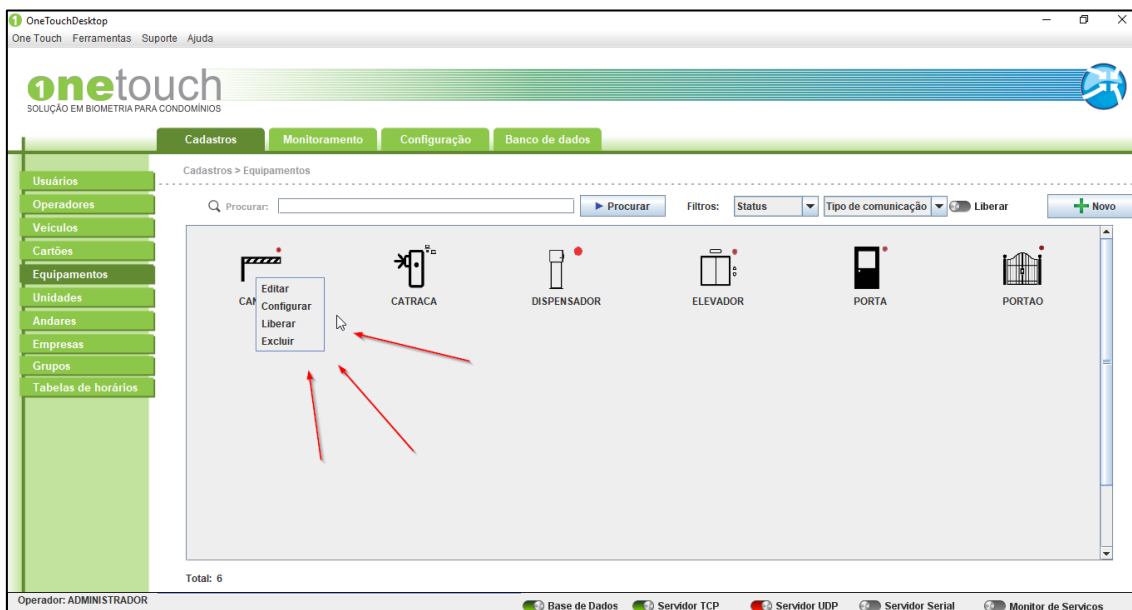 OneTouchDesktop
One Touch Ferramentas Suporte Ajuda
1 onetouch
SOLUÇÃO EM BIOMETRIA PARA CONDOMÍNIOS
Cadastros Monitoramento Configuração Banco de dados
Cadastros > Equipamentos
Usuários
Operadores
Veículos
Cartões
Equipamentos
Unidades
Andares
Empresas
Grupos
Tabelas de horários
Procurar: Procurar Filtros: Status Tipo de comunicação Liberar Novo
CATRACA DISPENSADOR ELEVADOR PORTA PORTAO
Editar
Configurar
Liberar
Excluir
Total: 6
Operador: ADMINISTRADOR Base de Dados Servidor TCP Servidor UDP Servidor Serial Monitor de Serviços